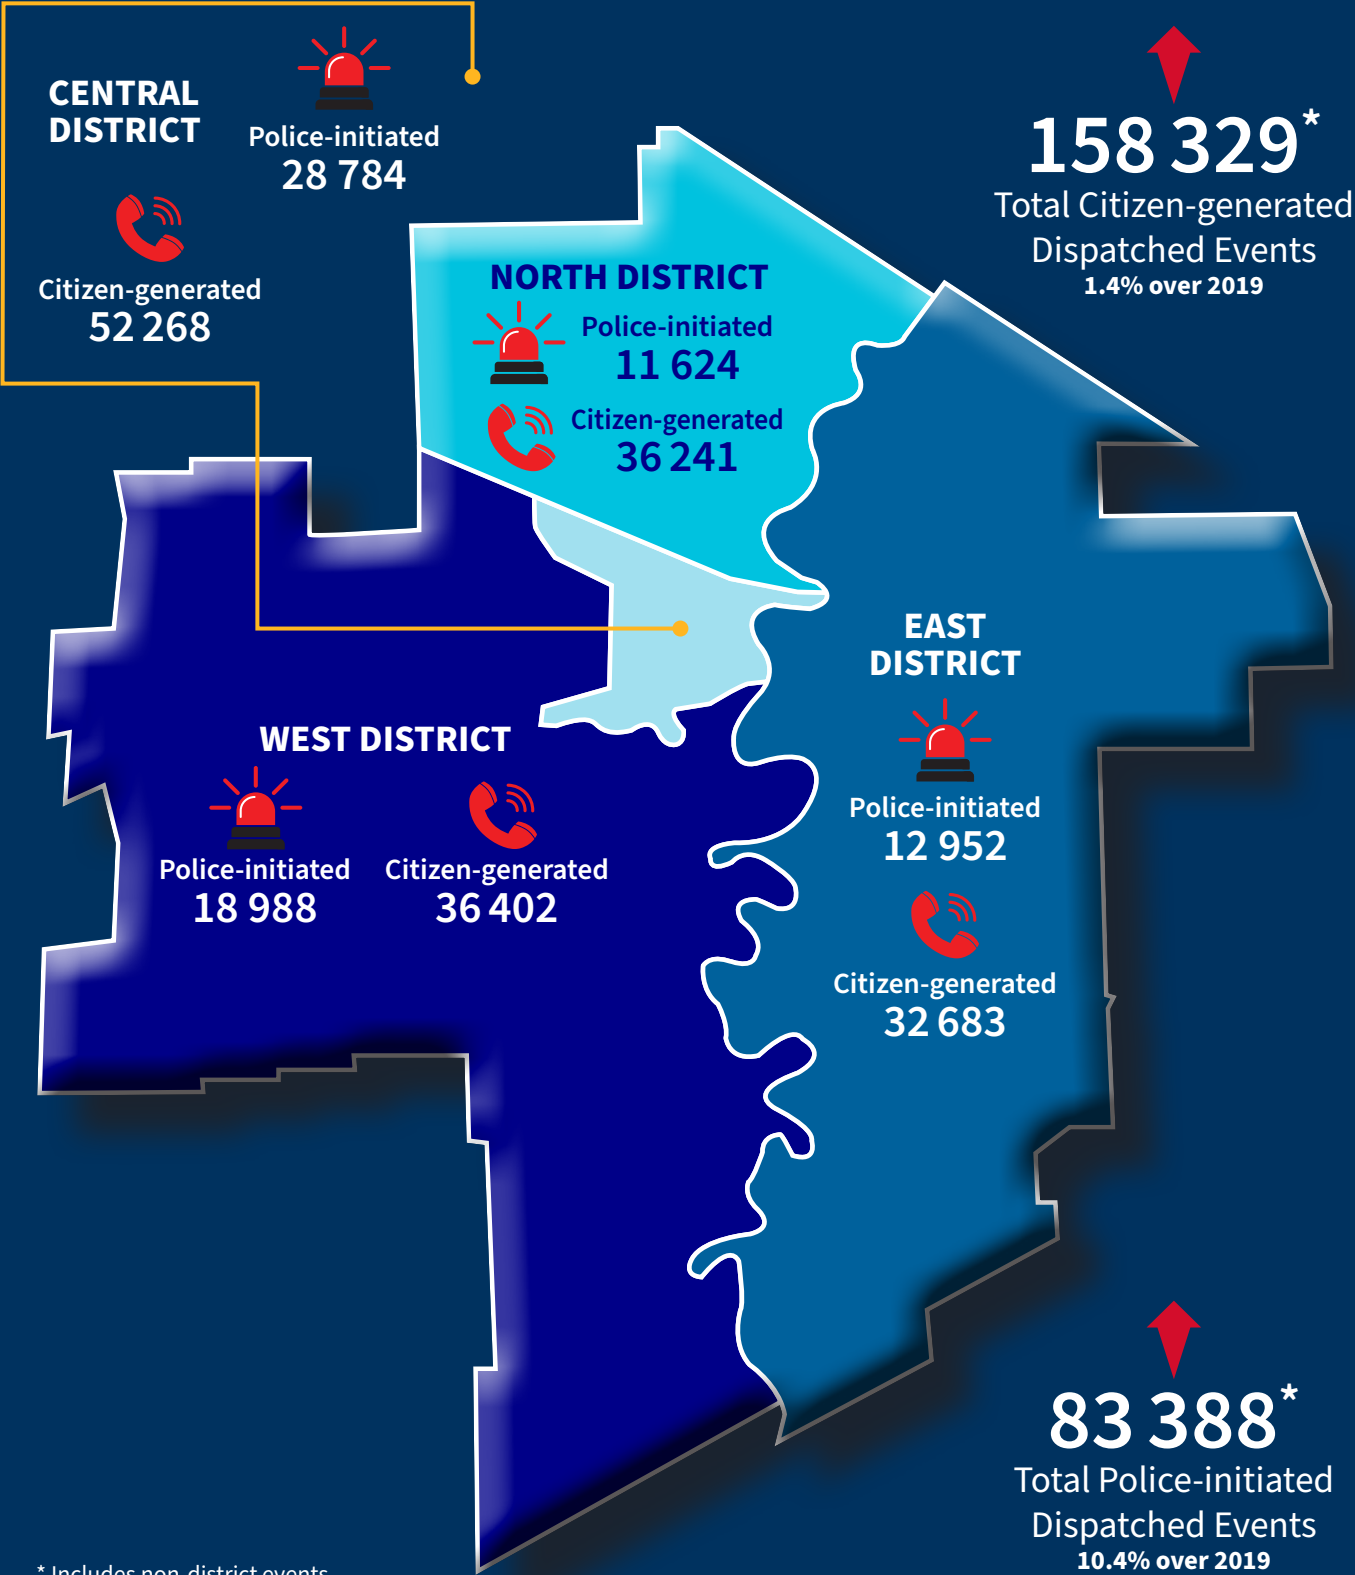 CENTRAL
DISTRICT
Police-initiated
28 784
Citizen-generated
52 268
158 329*
Total Citizen-generated
Dispatched Events
1.4% over 2019
NORTH DISTRICT
Police-initiated
11 624
Citizen-generated
36 241
EAST
DISTRICT
Police-initiated
12 952
Citizen-generated
32 683
WEST DISTRICT
Police-initiated
18 988
Citizen-generated
36 402
83 388*
Total Police-initiated
Dispatched Events
10.4% over 2019
* Includes non-district events